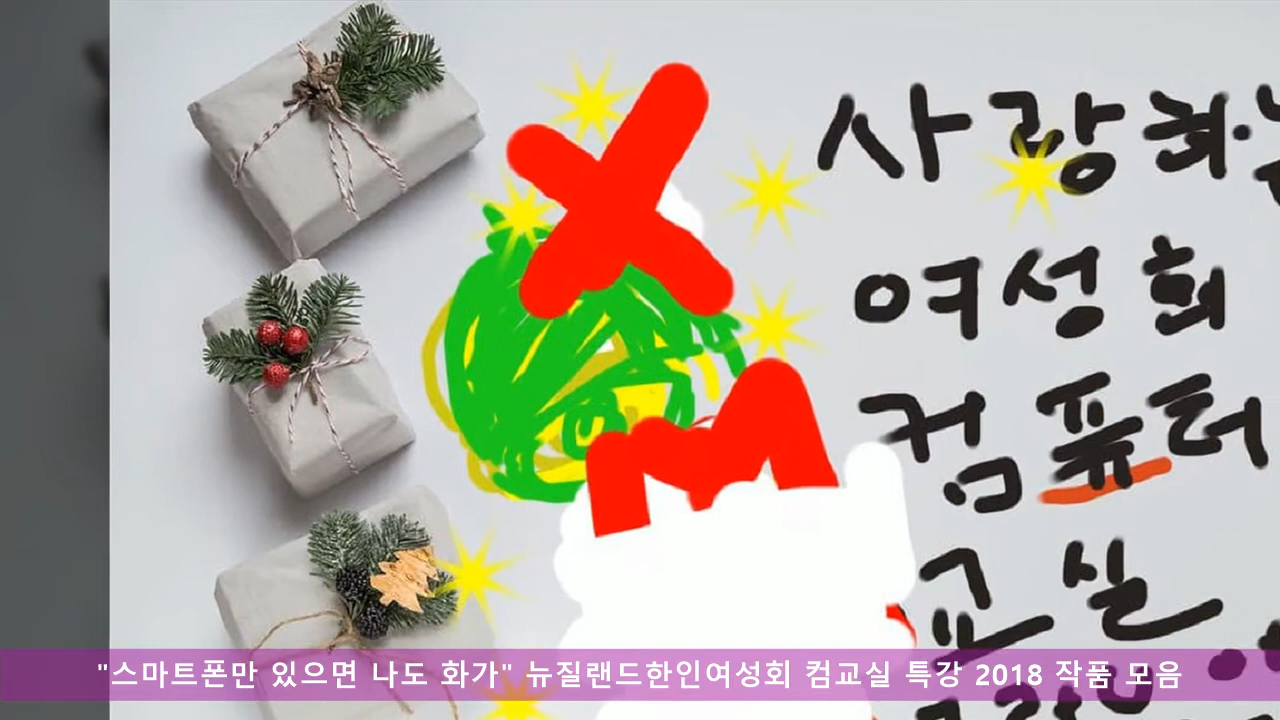 사랑하는
여성회
컴퓨터
교실
"스마트폰만 있으면 나도 화가" 뉴질랜드한인여성회 컴교실 특강 2018 작품 모음